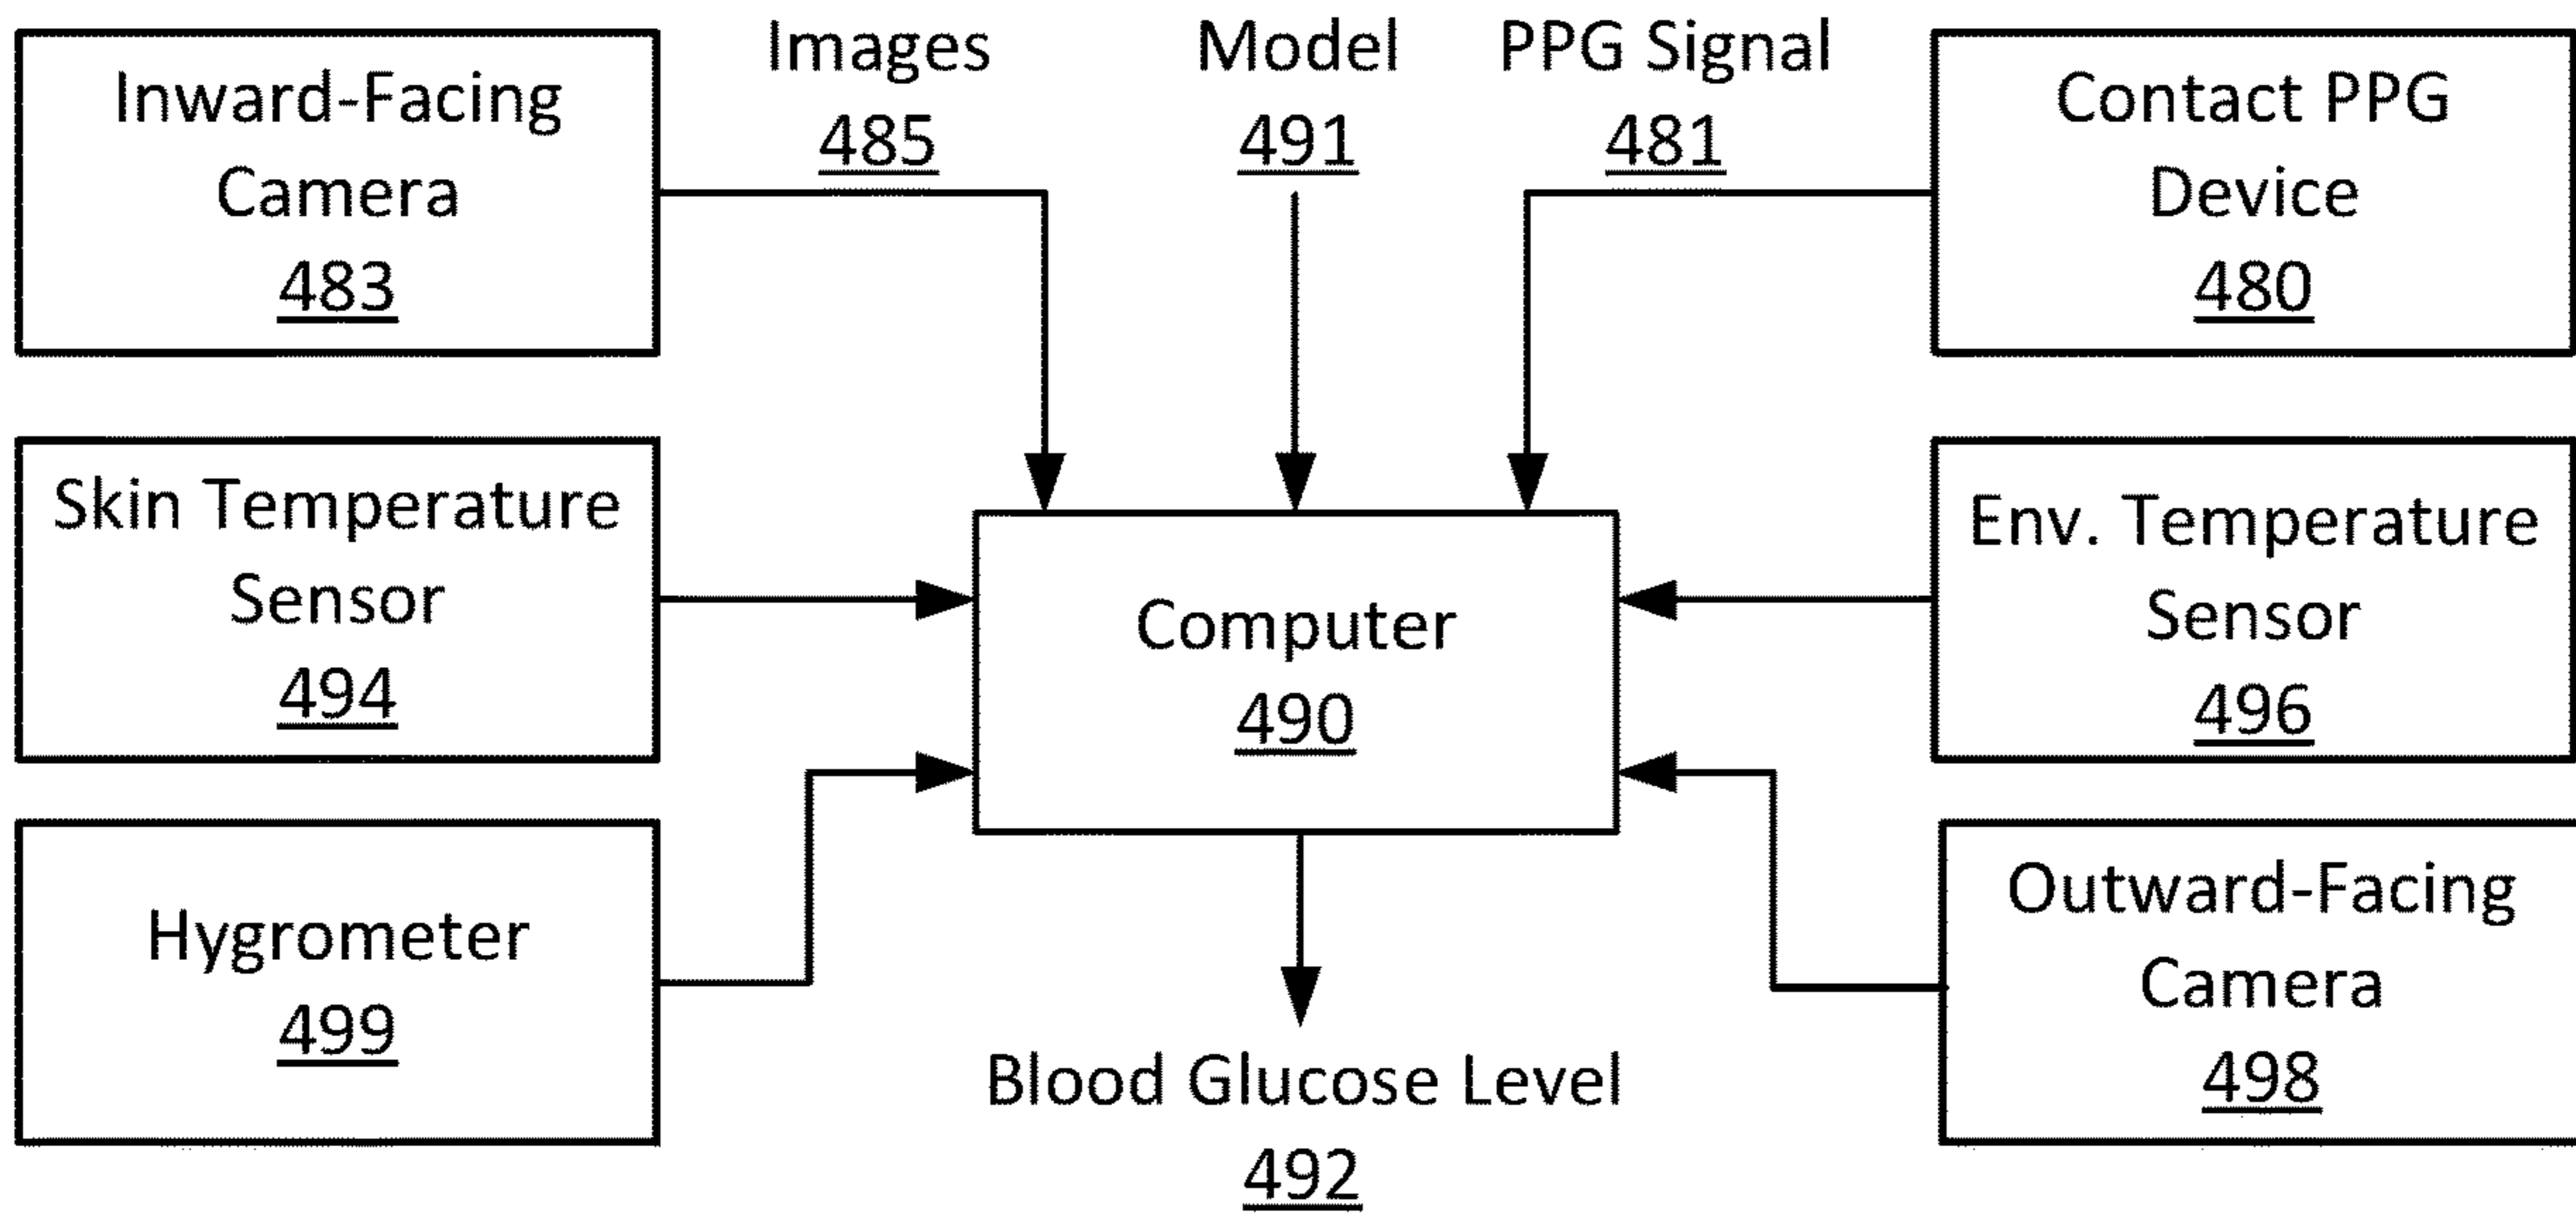 Inward-Facing
Camera
483
Images
485
Model
491
PPG Signal
481
Contact PPG
Device
480
Skin Temperature
Sensor
494
Computer
490
Env. Temperature
Sensor
496
Hygrometer
499
Blood Glucose Level
492
Outward-Facing
Camera
498